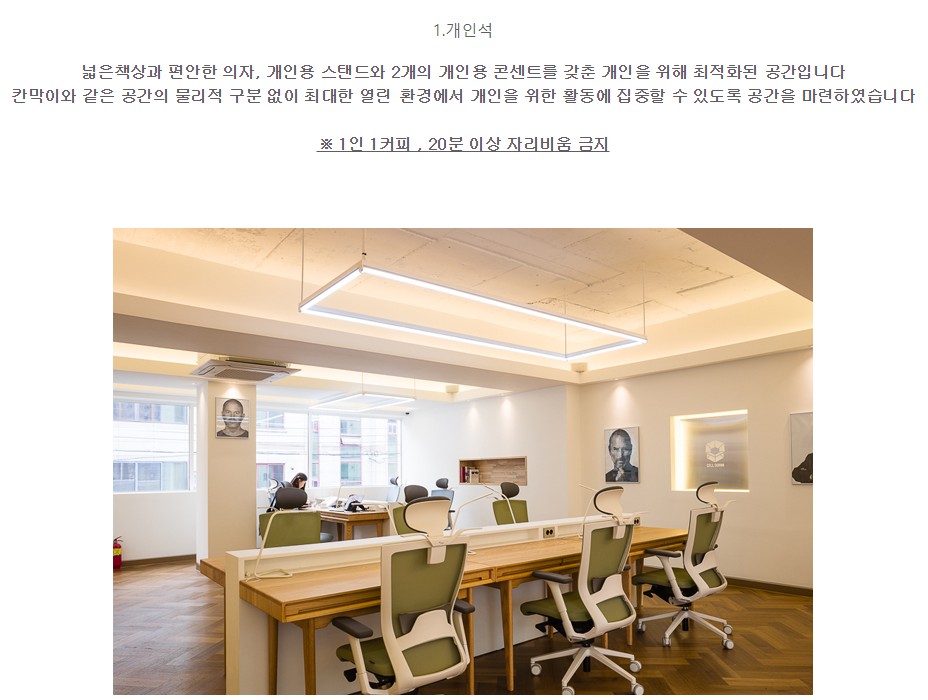 1.개인석
넓은책상과 편안한 의자, 개인용 스탠드와 2개의 개인용 콘센트를 갖춘 개인을 위해 최적화된 공간입니다
칸막이와 같은 공간의 물리적 구분 없이 최대한 열린 환경에서 개인을 위한 활동에 집중할 수 있도록 공간을 마련하였습니다
※ 1인 1커피 , 20분 이상 자리비움 금지